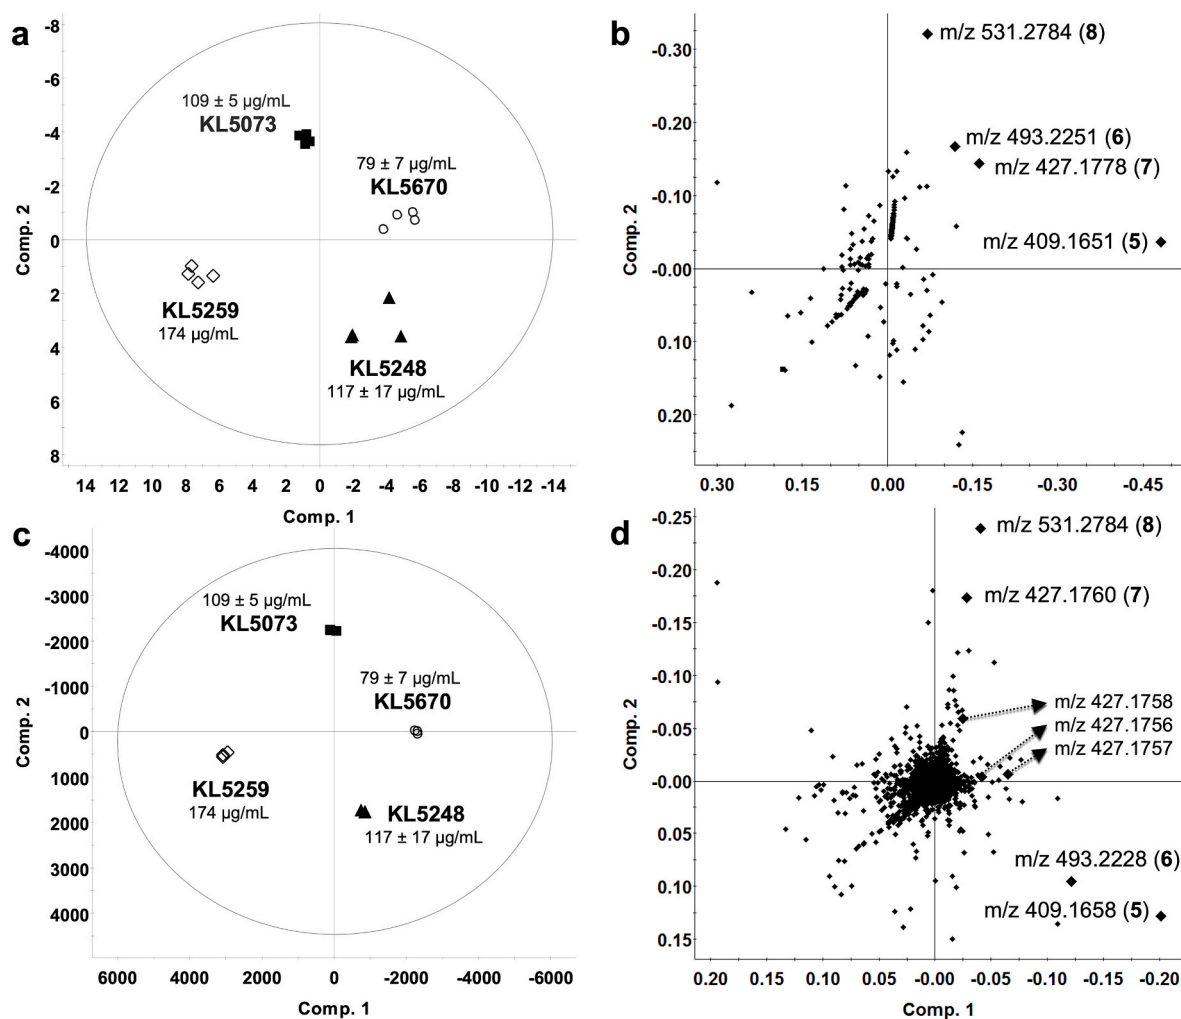 a
-8
-6
-4
-2
0
2
4
6
8
Comp. 2
109 ± 5 µg/mL
KL5073
79 ± 7 µg/mL
KL5670
KL5259
174 µg/mL
KL5248
117 ± 17 µg/mL
14 12 10 8 6 4 2 0 -2 -4 -6 -8 -10 -12 -14
Comp. 1
b
-0.30
-0.20
-0.10
-0.00
0.10
0.20
Comp. 2
m/z 531.2784 (8)
m/z 493.2251 (6)
m/z 427.1778 (7)
m/z 409.1651 (5)
0.30 0.15 0.00 -0.15 -0.30 -0.45
c
-4000
-3000
-2000
-1000
0
1000
2000
3000
4000
Comp. 2
109 ± 5 µg/mL
KL5073
79 ± 7 µg/mL
KL5670
KL5259
174 µg/mL
KL5248
117 ± 17 µg/mL
6000 4000 2000 0 -2000 -4000 -6000
Comp. 1
d
-0.25
-0.20
-0.15
-0.10
-0.05
-0.00
0.05
0.10
0.15
Comp. 2
m/z 531.2784 (8)
m/z 427.1760 (7)
m/z 427.1758
m/z 427.1756
m/z 427.1757
m/z 493.2228 (6)
m/z 409.1658 (5)
0.20 0.15 0.10 0.05 -0.00 -0.05 -0.10 -0.15 -0.20
Comp. 1